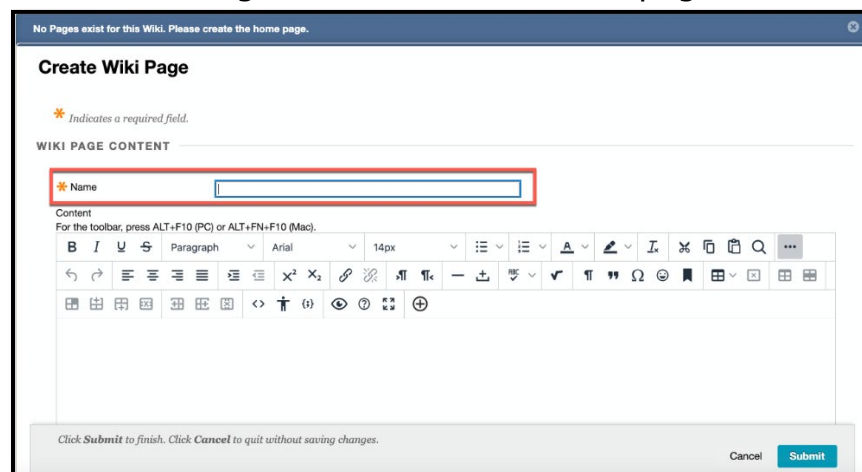 No Pages exist for this Wiki. Please create the home page.
Create Wiki Page
* Indicates a required field.
WIKI PAGE CONTENT
* Name
Content
For the toolbar, press ALT+F10 (PC) or ALT+FN+F10 (Mac).
B I U S Paragraph Arial 14px
Click Submit to finish. Click Cancel to quit without saving changes.
Cancel Submit